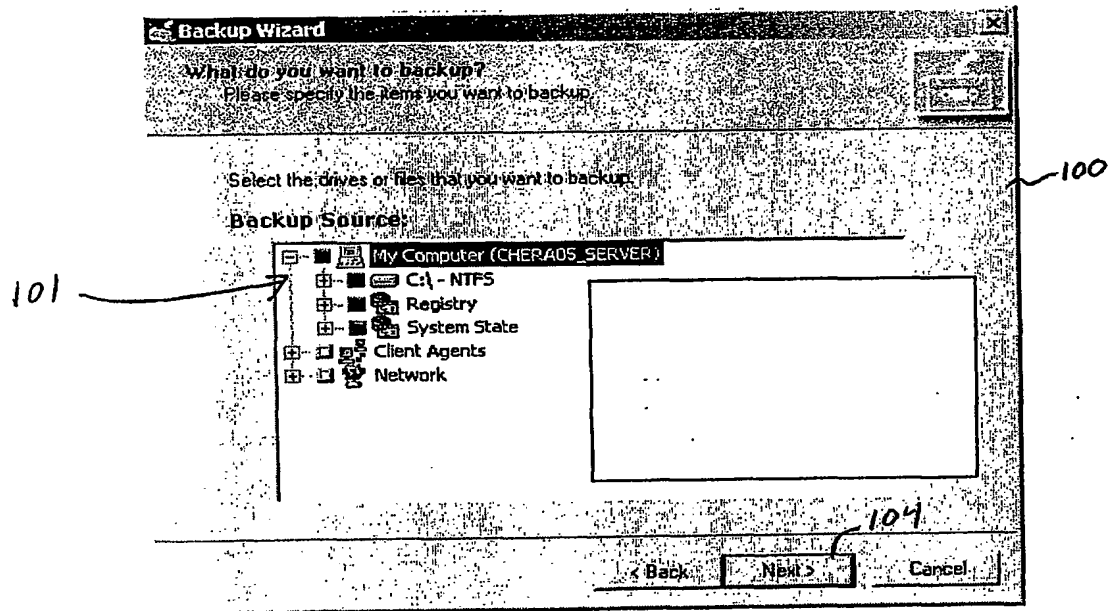 Backup Wizard
What do you want to backup?
Please specify the items you want to backup.
Select the drives or files that you want to backup.
100
Backup Source:
My Computer (CHERA05_SERVER)
101
C:\ - NTFS
Registry
System State
Client Agents
Network
104
< Back Next > Cancel